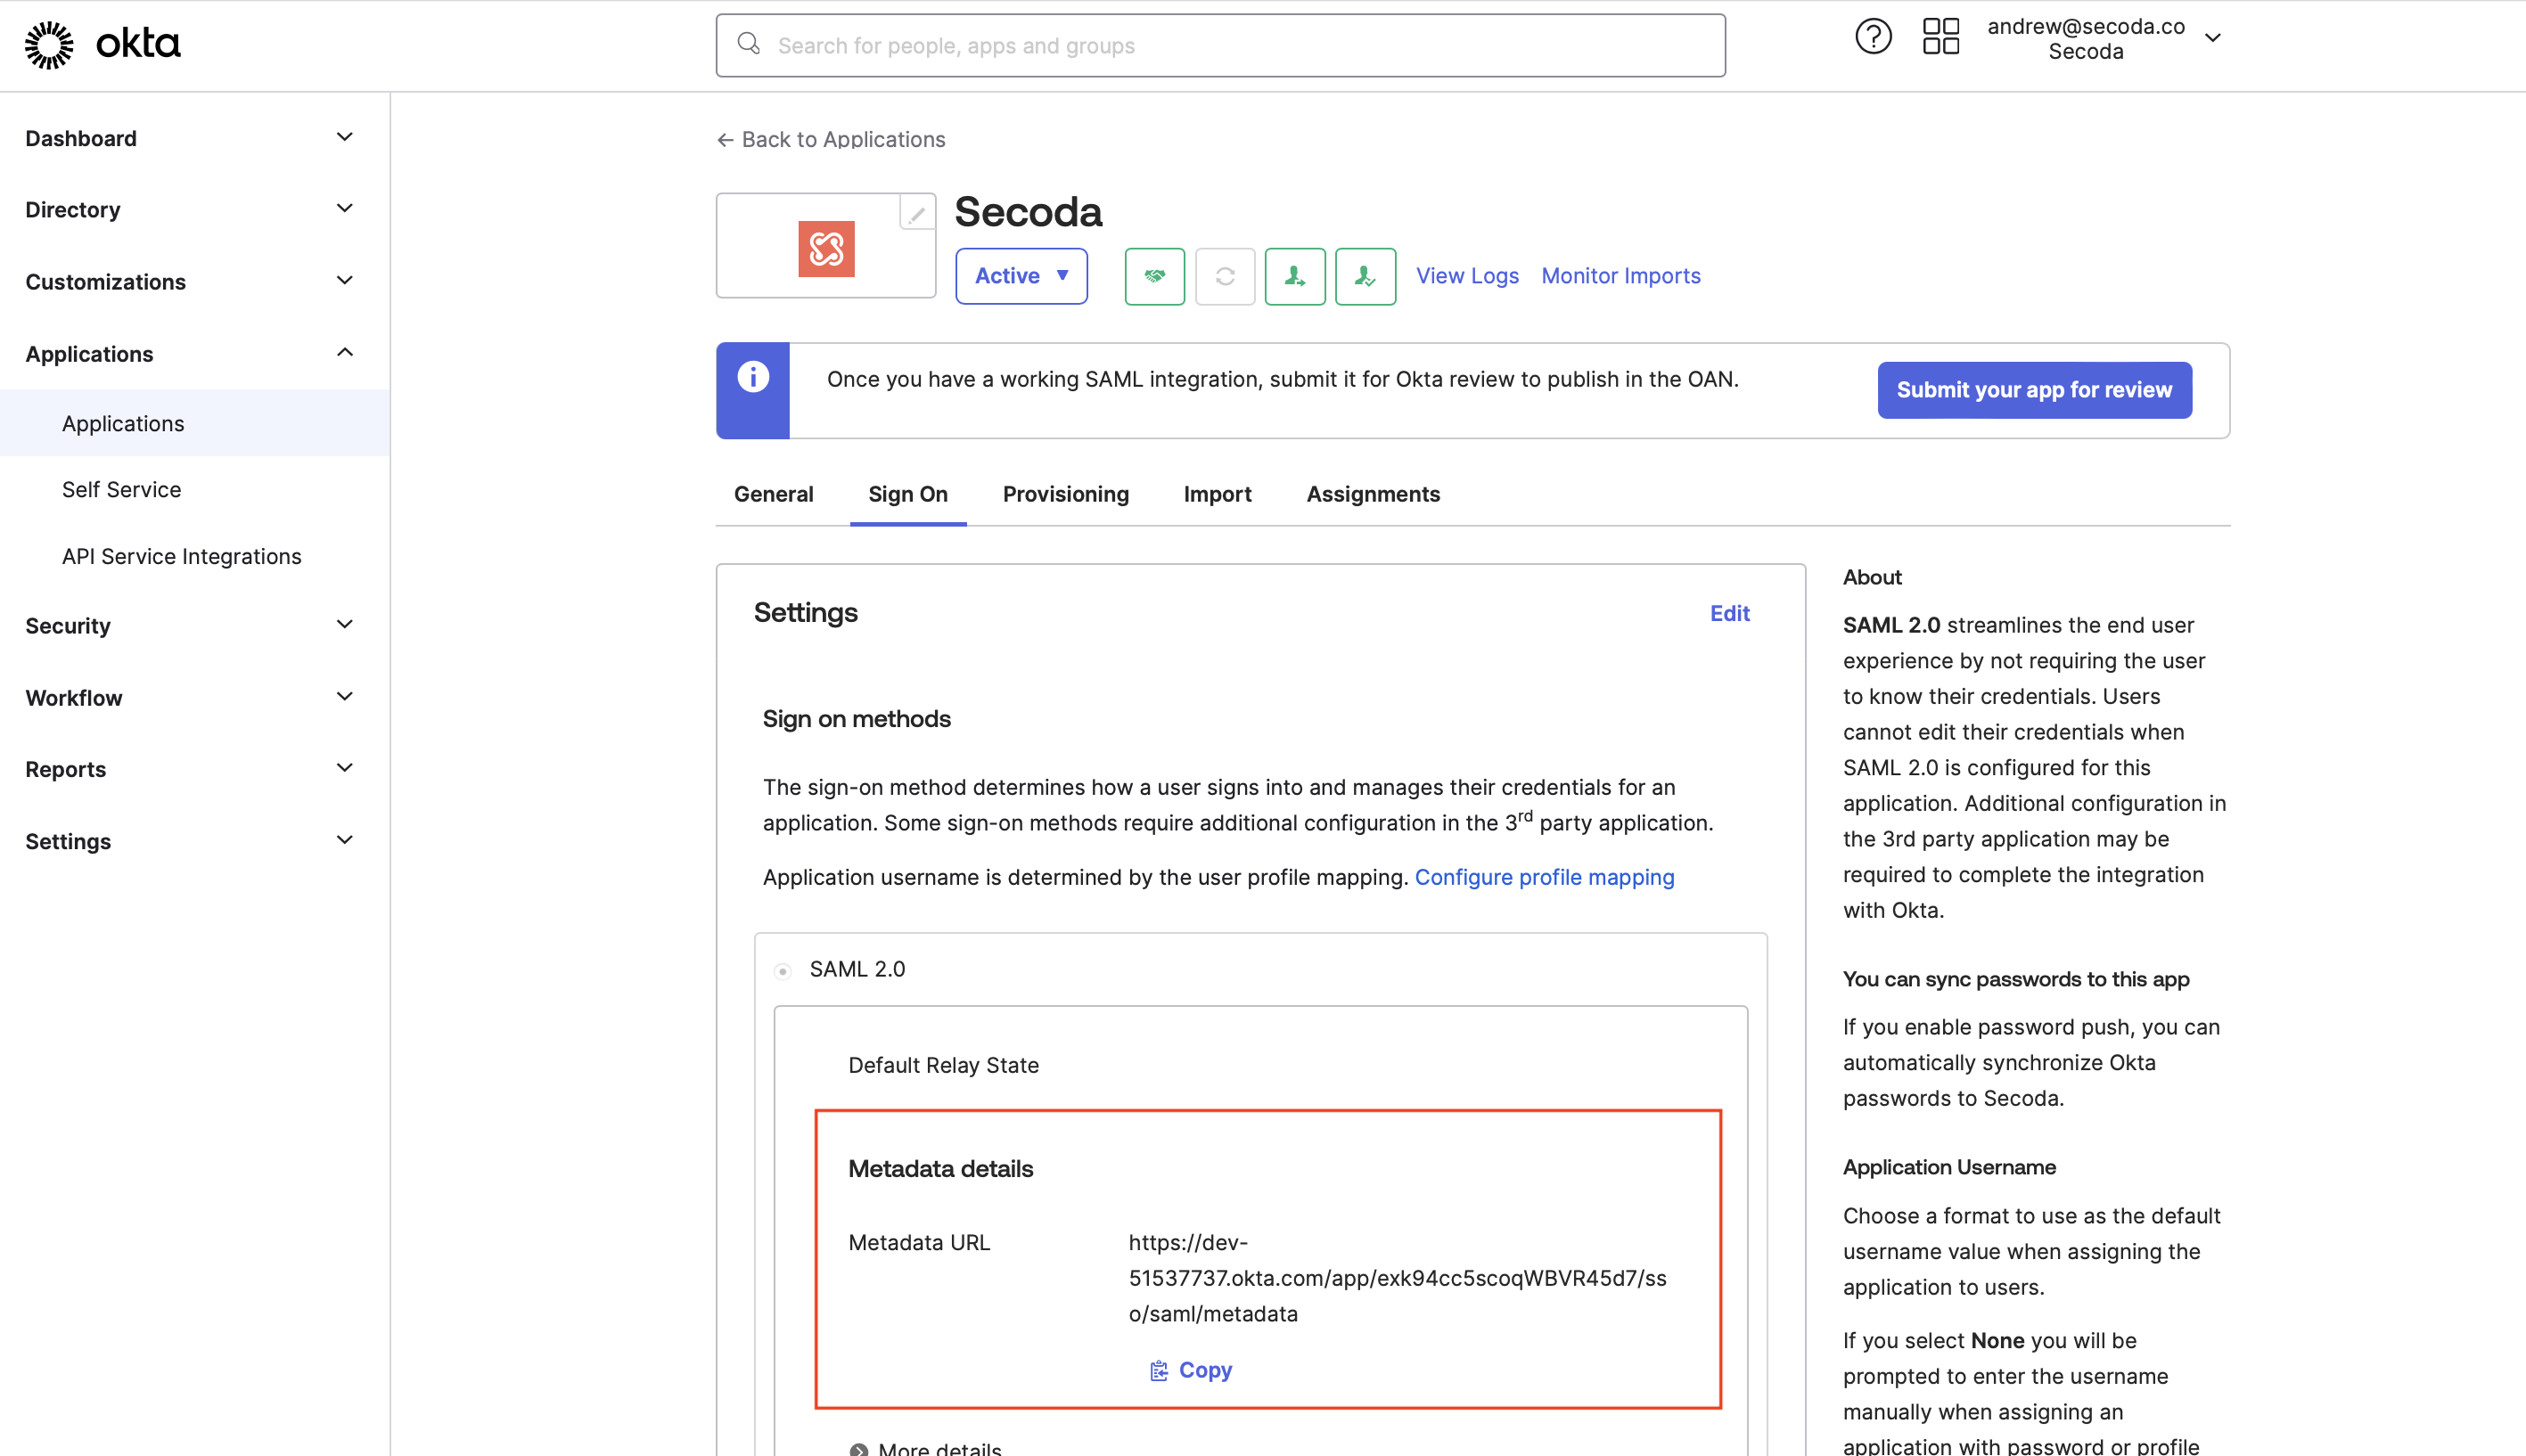 okta
Search for people, apps and groups
andrew@secoda.co
Secoda
Dashboard
Directory
Customizations
Applications
Applications
Self Service
API Service Integrations
Security
Workflow
Reports
Settings
← Back to Applications
Secoda
Active ▼
View Logs
Monitor Imports
Once you have a working SAML integration, submit it for Okta review to publish in the OAN.
Submit your app for review
General
Sign On
Provisioning
Import
Assignments
Settings
Edit
Sign on methods
The sign-on method determines how a user signs into and manages their credentials for an
application. Some sign-on methods require additional configuration in the 3rd party application.
Application username is determined by the user profile mapping. Configure profile mapping
SAML 2.0
Default Relay State
Metadata details
Metadata URL
https://dev-
51537737.okta.com/app/exk94cc5scoqWBVR45d7/ss
o/saml/metadata
Copy
More details
About
SAML 2.0 streamlines the end user
experience by not requiring the user
to know their credentials. Users
cannot edit their credentials when
SAML 2.0 is configured for this
application. Additional configuration in
the 3rd party application may be
required to complete the integration
with Okta.
You can sync passwords to this app
If you enable password push, you can
automatically synchronize Okta
passwords to Secoda.
Application Username
Choose a format to use as the default
username value when assigning the
application to users.
If you select None you will be
prompted to enter the username
manually when assigning an
application with password or profile